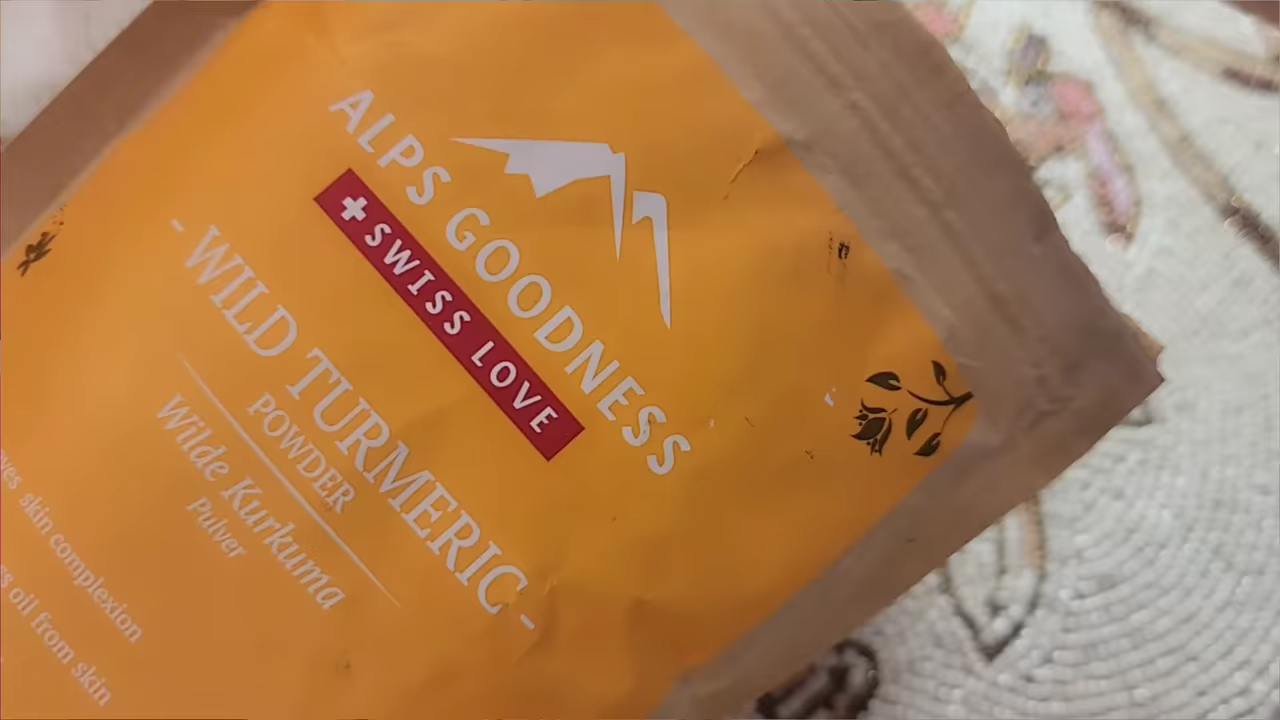 ALPS GOODNESS
SWISS LOVE
- WILD TURMERIC -
POWDER
Wilde Kurkuma
Pulver
skin complexion
oil from skin